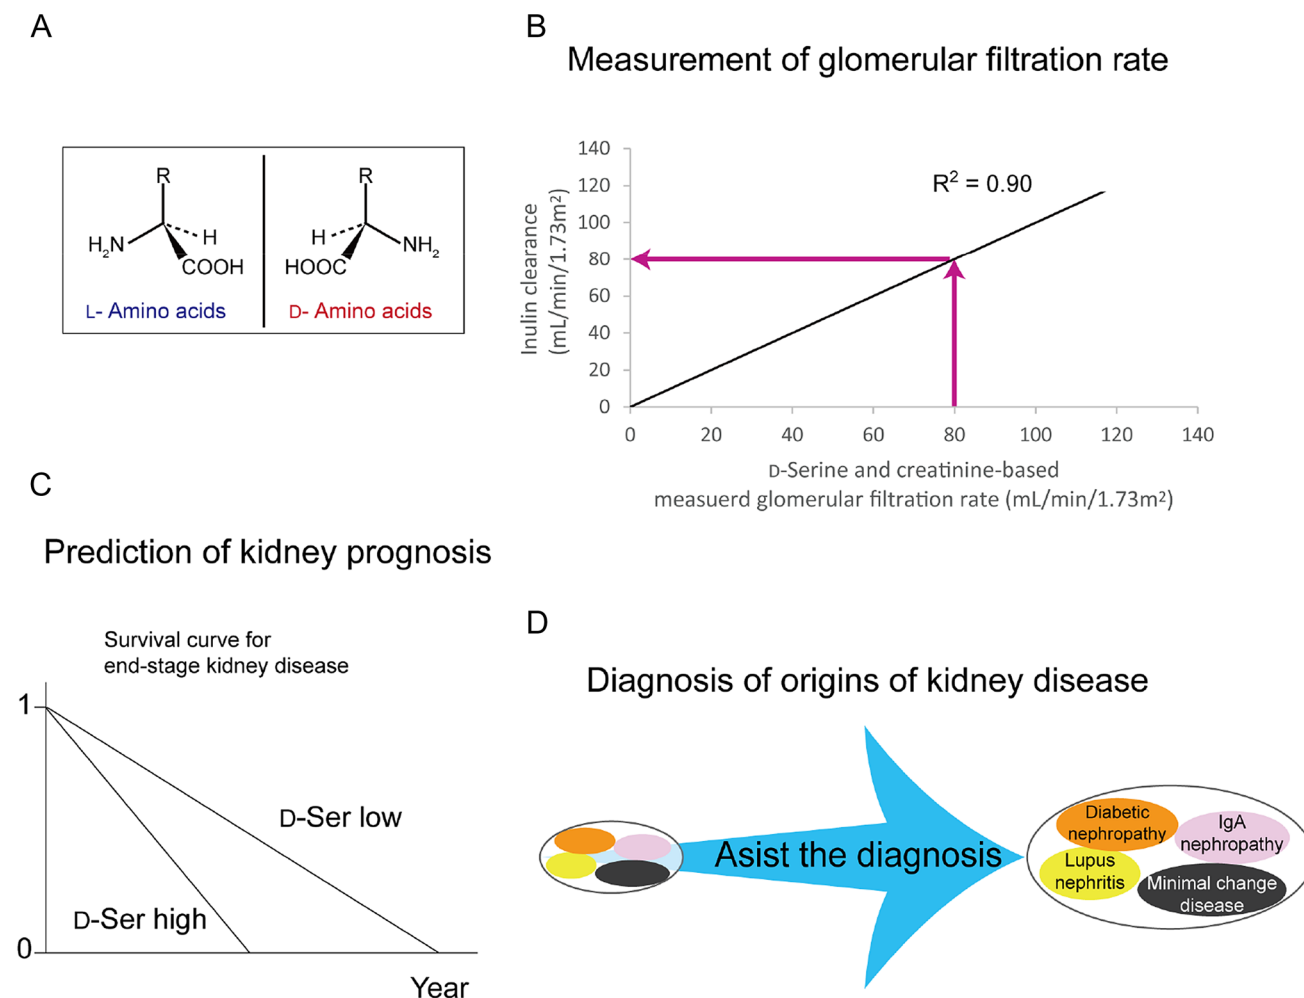 A
R
H₂N
H
COOH
L- Amino acids
R
H
HOOC
NH₂
D- Amino acids
B
Measurement of glomerular filtration rate
Inulin clearance
(mL/min/1.73m²)
140
120
100
80
60
40
20
0
R² = 0.90
0 20 40 60 80 100 120 140
D-Serine and creatinine-based
measuerd glomerular filtration rate (mL/min/1.73m²)
C
Prediction of kidney prognosis
Survival curve for
end-stage kidney disease
1
D-Ser low
D-Ser high
0
Year
D
Diagnosis of origins of kidney disease
Asist the diagnosis
Diabetic
nephropathy
IgA
nephropathy
Lupus
nephritis
Minimal change
disease